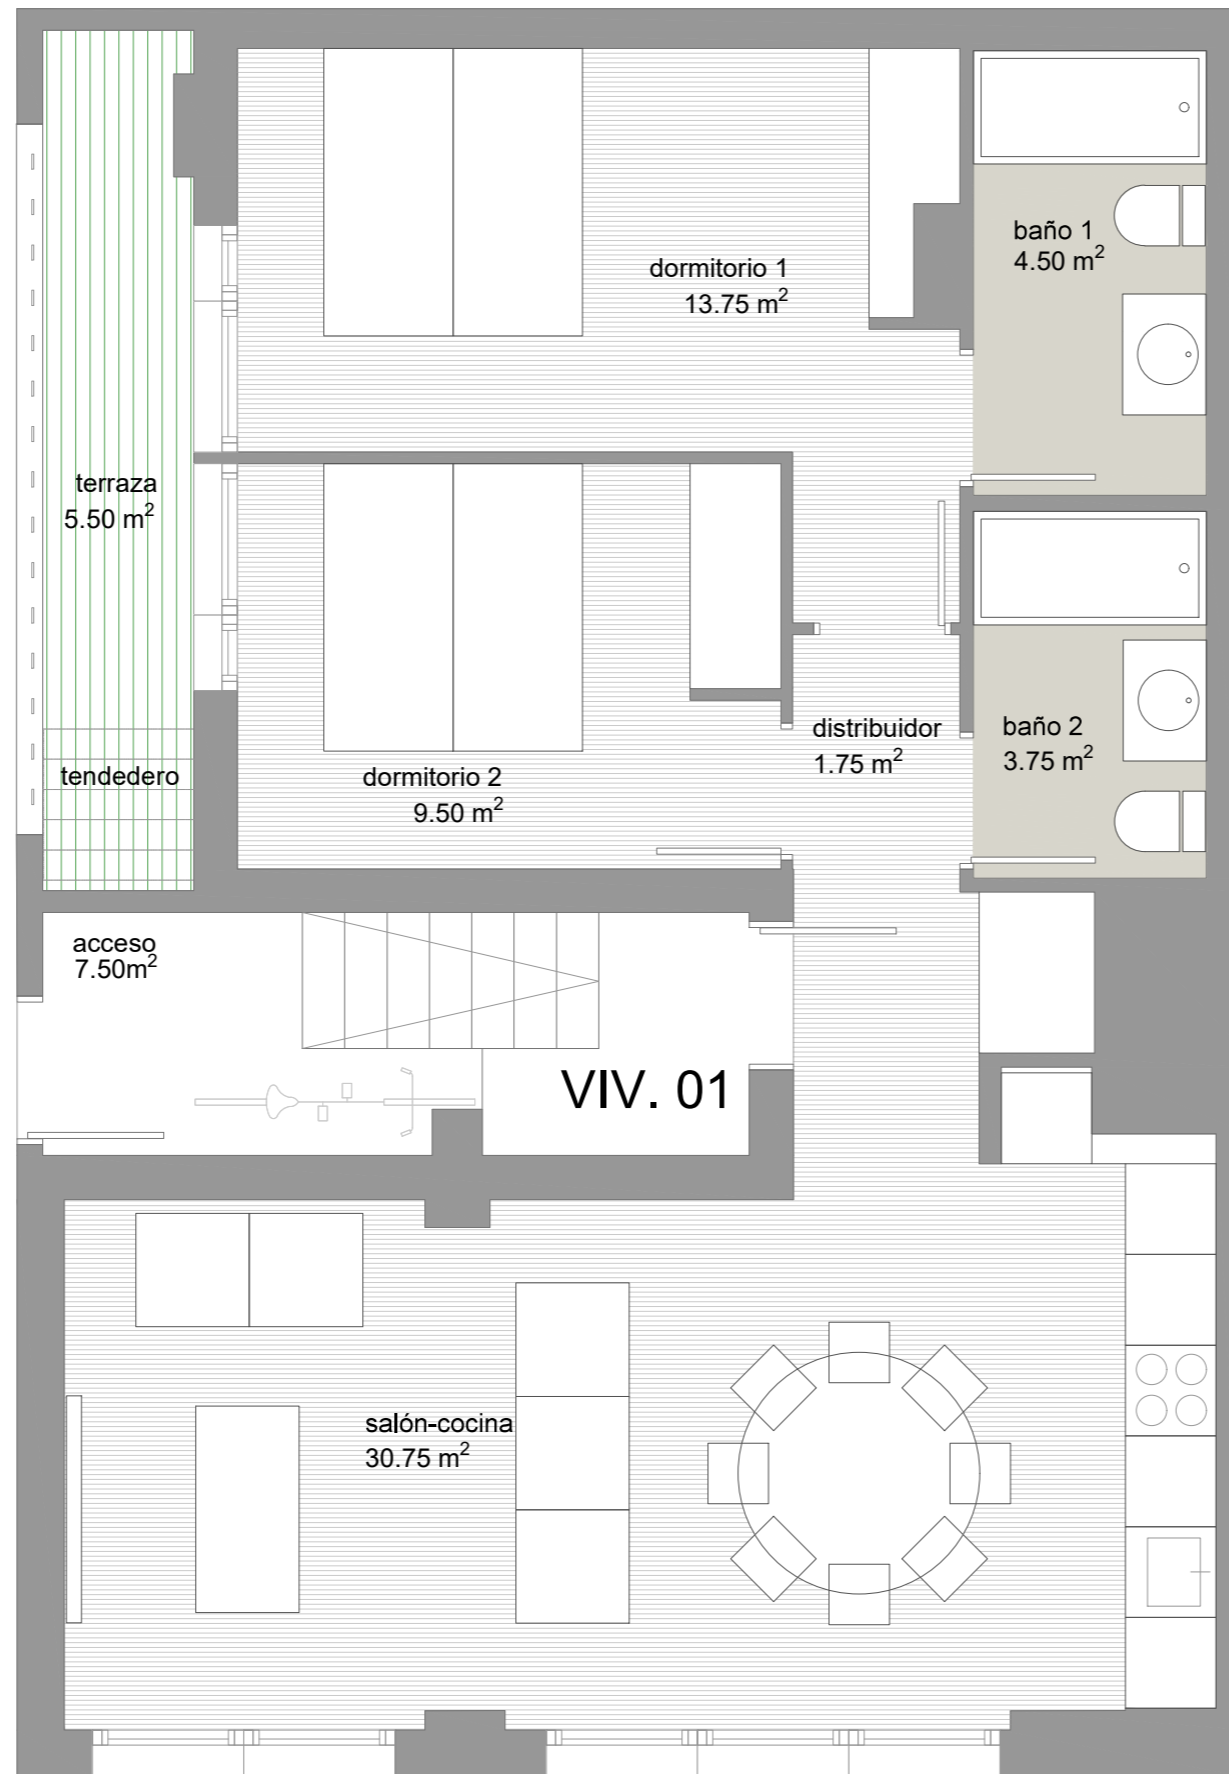 dormitorio 1
13.75 m²
baño 1
4.50 m²
terraza
5.50 m²
tendedero
dormitorio 2
9.50 m²
distribuidor
1.75 m²
baño 2
3.75 m²
acceso
7.50m²
VIV. 01
salón-cocina
30.75 m²